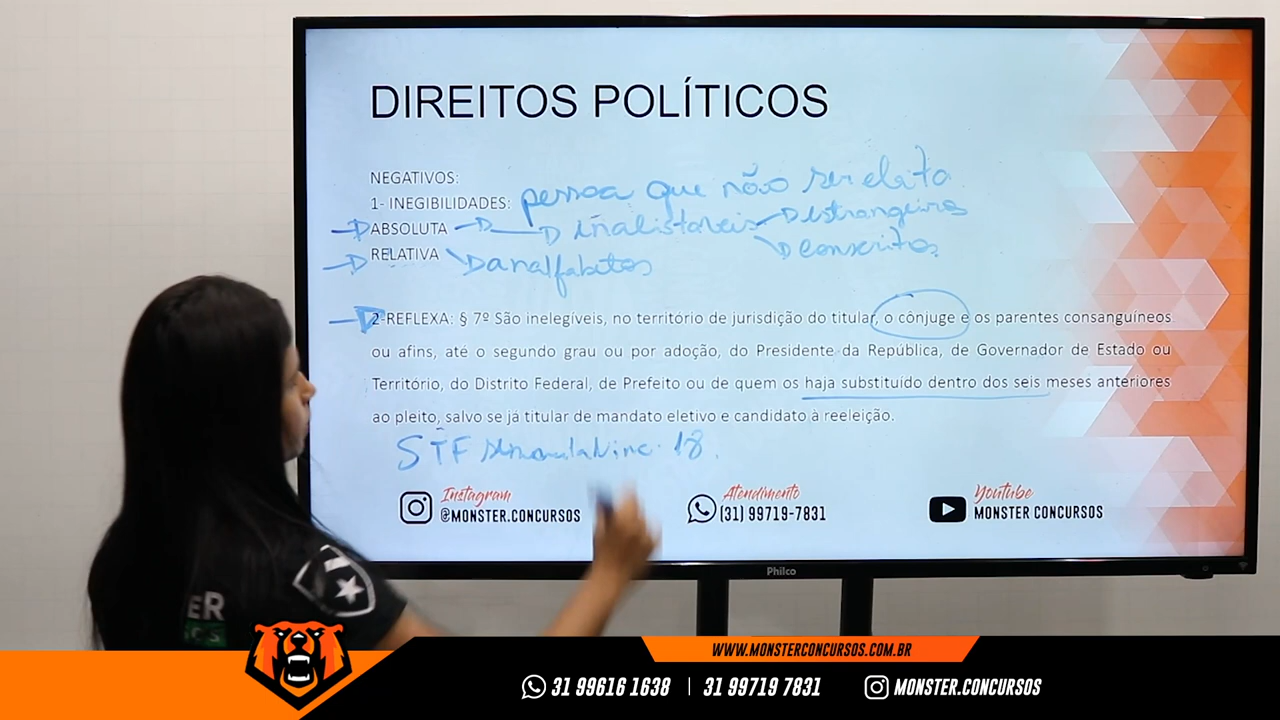 DIREITOS POLÍTICOS
NEGATIVOS:
1- INEGIBILIDADES: pessoa que não ser eleito
ABSOLUTA inalistáveis estrangeiros
RELATIVA analfabetos conscritos
2-REFLEXA: § 7º São inelegíveis, no território de jurisdição do titular, o cônjuge e os parentes consanguíneos
ou afins, até o segundo grau ou por adoção, do Presidente da República, de Governador de Estado ou
Território, do Distrito Federal, de Prefeito ou de quem os haja substituído dentro dos seis meses anteriores
ao pleito, salvo se já titular de mandato eletivo e candidato à reeleição.
STF 18.
Instagram
@MONSTER.CONCURSOS
Atendimento
(31) 99719-7831
Youtube
MONSTER CONCURSOS
Philco
ER
WWW.MONSTERCONCURSOS.COM.BR
31 99616 1638 | 31 99719 7831 MONSTER.CONCURSOS